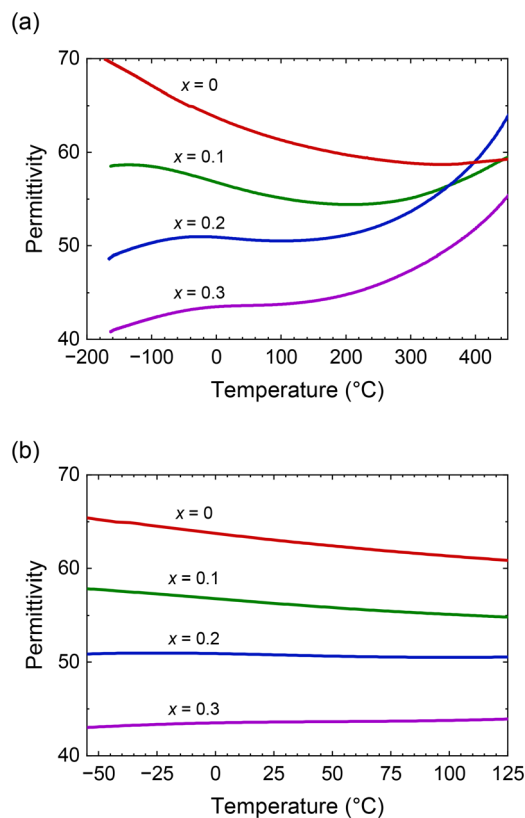 (a)
70
x = 0
60
x = 0.1
Permittivity
x = 0.2
50
x = 0.3
40
−200 −100 0 100 200 300 400
Temperature (°C)
(b)
70
x = 0
60
x = 0.1
Permittivity
x = 0.2
50
x = 0.3
40
−50 −25 0 25 50 75 100 125
Temperature (°C)